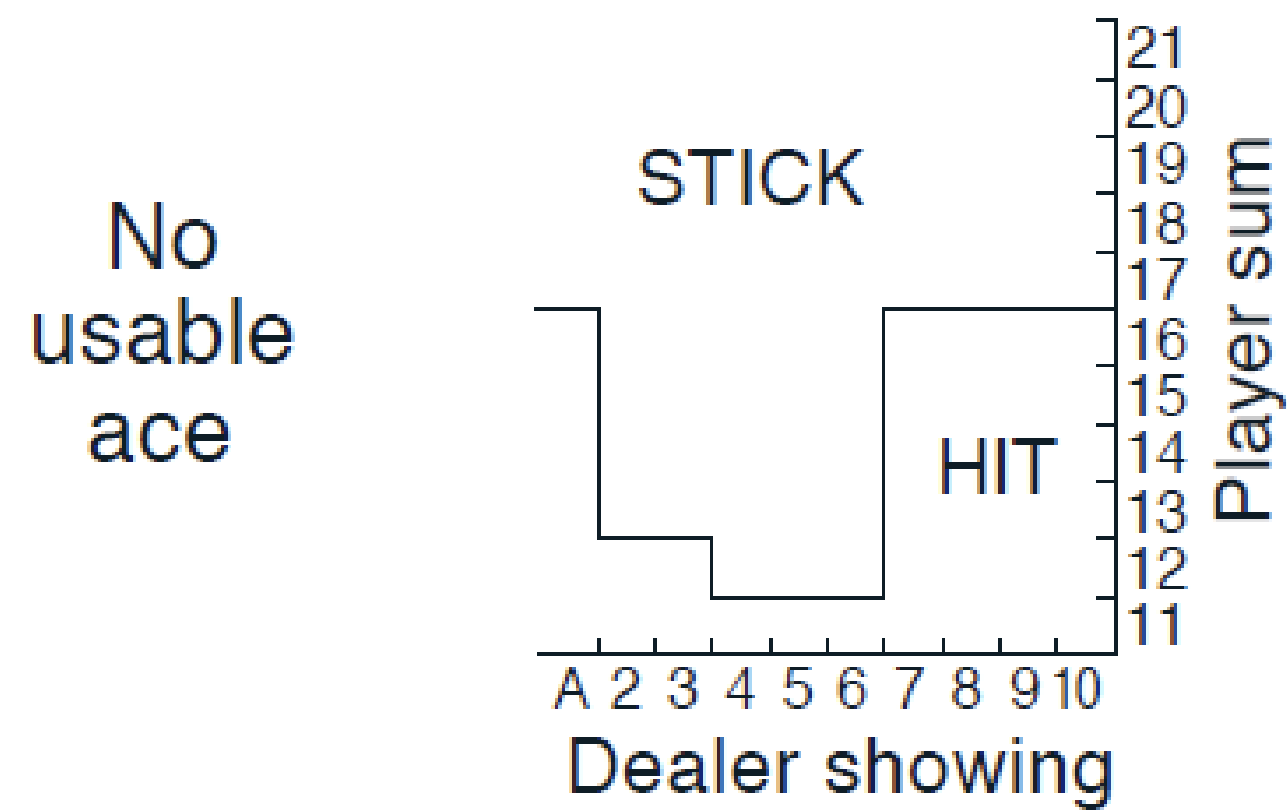 No
usable
ace
STICK
HIT
21
20
19
18
17
16
15
14
13
12
11
Player sum
A 2 3 4 5 6 7 8 9 10
Dealer showing